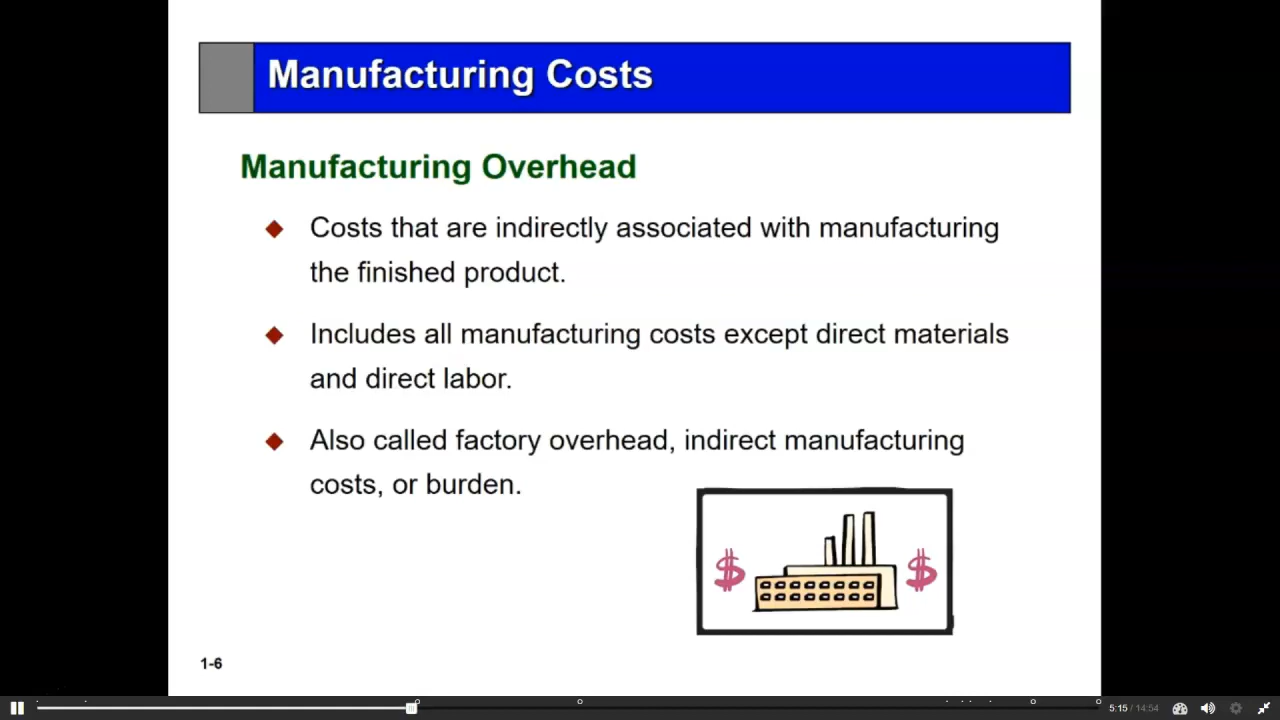 Manufacturing Costs
Manufacturing Overhead
Costs that are indirectly associated with manufacturing
the finished product.
Includes all manufacturing costs except direct materials
and direct labor.
Also called factory overhead, indirect manufacturing
costs, or burden.
$ $
1-6
5:15 / 14:54